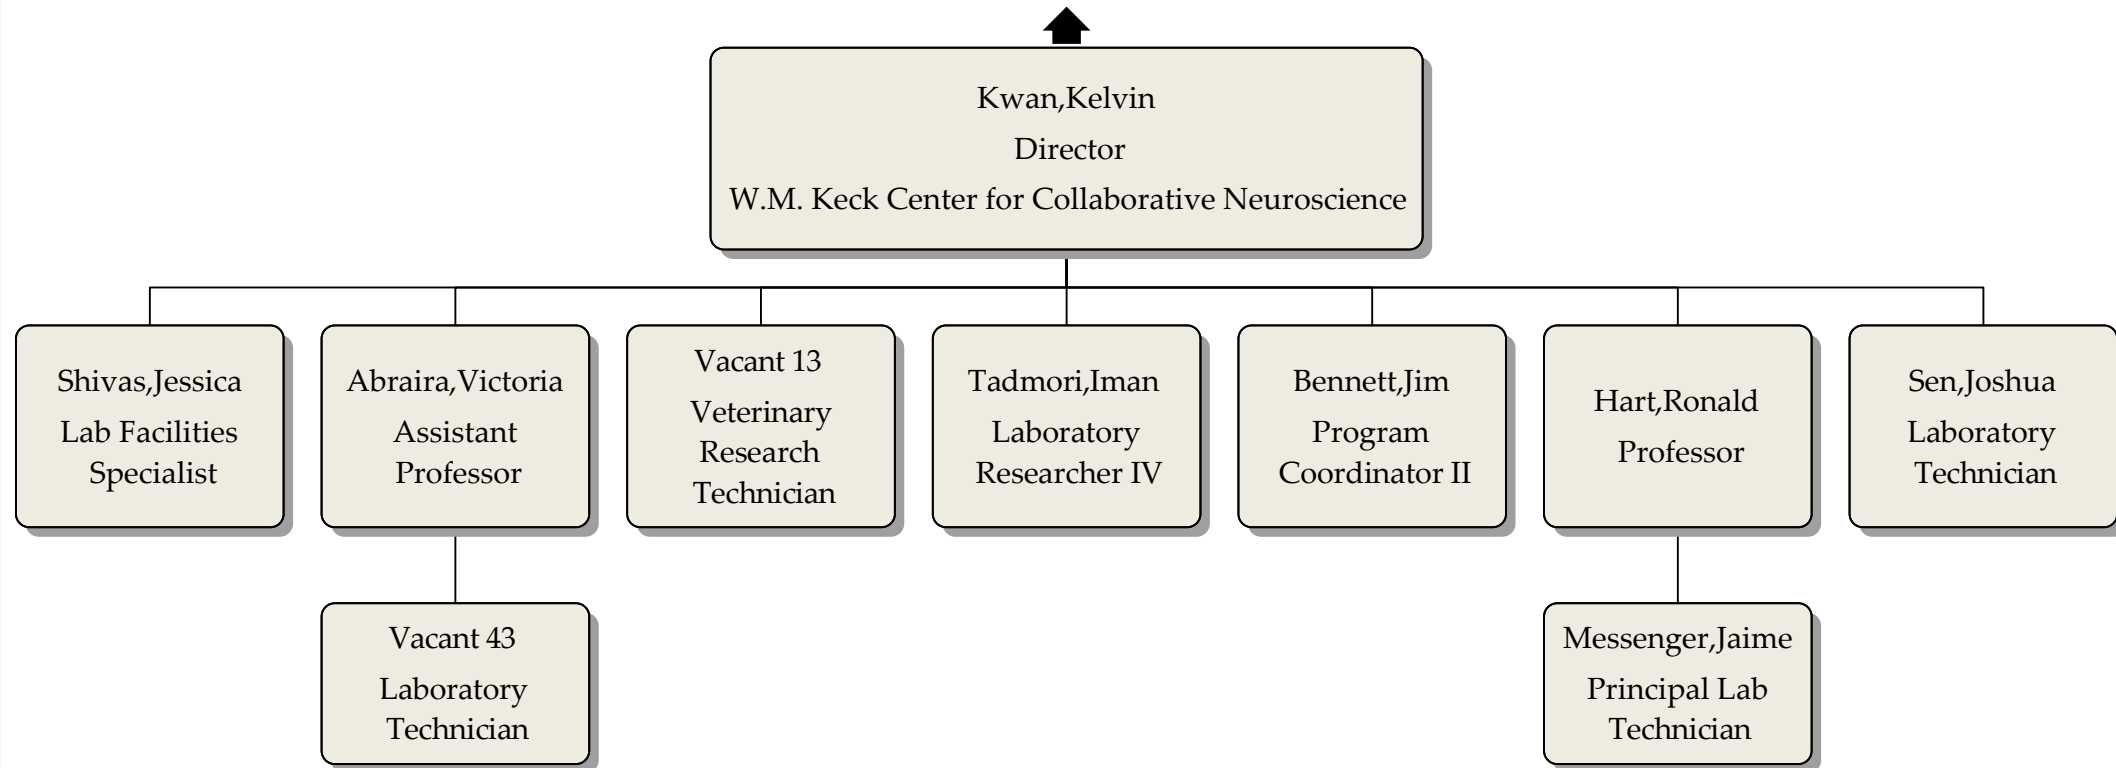 Kwan,Kelvin
Director
W.M. Keck Center for Collaborative Neuroscience
Shivas,Jessica
Lab Facilities
Specialist
Abraira,Victoria
Assistant
Professor
Vacant 13
Veterinary
Research
Technician
Tadmori,Iman
Laboratory
Researcher IV
Bennett,Jim
Program
Coordinator II
Hart,Ronald
Professor
Sen,Joshua
Laboratory
Technician
Vacant 43
Laboratory
Technician
Messenger,Jaime
Principal Lab
Technician